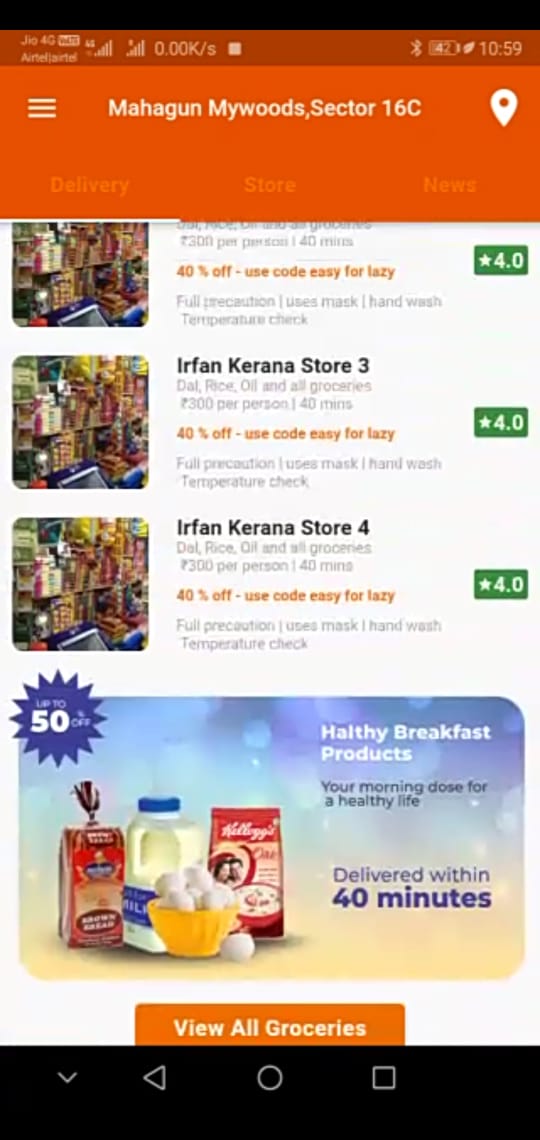 Jio 4G VoLTE
4G
0.00K/s
42
10:59
Airtel|airtel
Mahagun Mywoods,Sector 16C
Delivery
Store
News
Dal, Rice, Oil and all groceries
₹300 per person | 40 mins
40 % off - use code easy for lazy
★4.0
Full precaution | uses mask | hand wash
Temperature check
Irfan Kerana Store 3
Dal, Rice, Oil and all groceries
₹300 per person | 40 mins
40 % off - use code easy for lazy
★4.0
Full precaution | uses mask | hand wash
Temperature check
Irfan Kerana Store 4
Dal, Rice, Oil and all groceries
₹300 per person | 40 mins
40 % off - use code easy for lazy
★4.0
Full precaution | uses mask | hand wash
Temperature check
UP TO
50 % OFF
Halthy Breakfast
Products
Your morning dose for
a healthy life
Delivered within
40 minutes
Kellogg's
MILK
BROWN
BREAD
View All Groceries